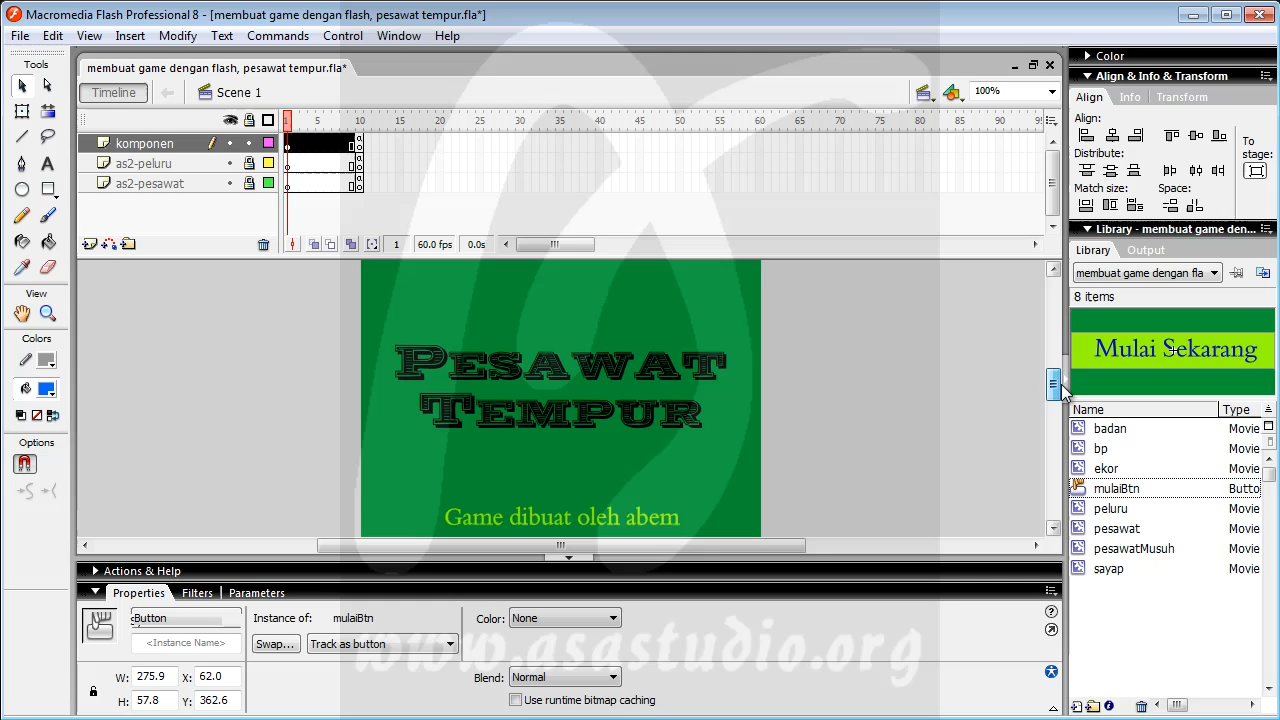 Macromedia Flash Professional 8 - [membuat game dengan flash, pesawat tempur.fla*]
File Edit View Insert Modify Text Commands Control Window Help
Tools
View
Colors
Options
membuat game dengan flash, pesawat tempur.fla*
Timeline
Scene 1
100%
1 5 10 15 20 25 30 35 40 45 50 55 60 65 70 75 80 85 90 95
komponen
as2-peluru
as2-pesawat
1 60.0 fps 0.0s
Pesawat
Tempur
Game dibuat oleh abem
Actions & Help
Properties Filters Parameters
Button
<Instance Name>
Instance of: mulaiBtn
Swap... Track as button
Color: None
Blend: Normal
Use runtime bitmap caching
W: 275.9 X: 62.0
H: 57.8 Y: 362.6
www.asastudio.org
Color
Align & Info & Transform
Align Info Transform
Align:
Distribute:
Match size: Space:
To
stage:
Library - membuat game den...
Library Output
membuat game dengan fla
8 items
Mulai Sekarang
Name Type
badan Movie
bp Movie
ekor Movie
mulaiBtn Butto
peluru Movie
pesawat Movie
pesawatMusuh Movie
sayap Movie